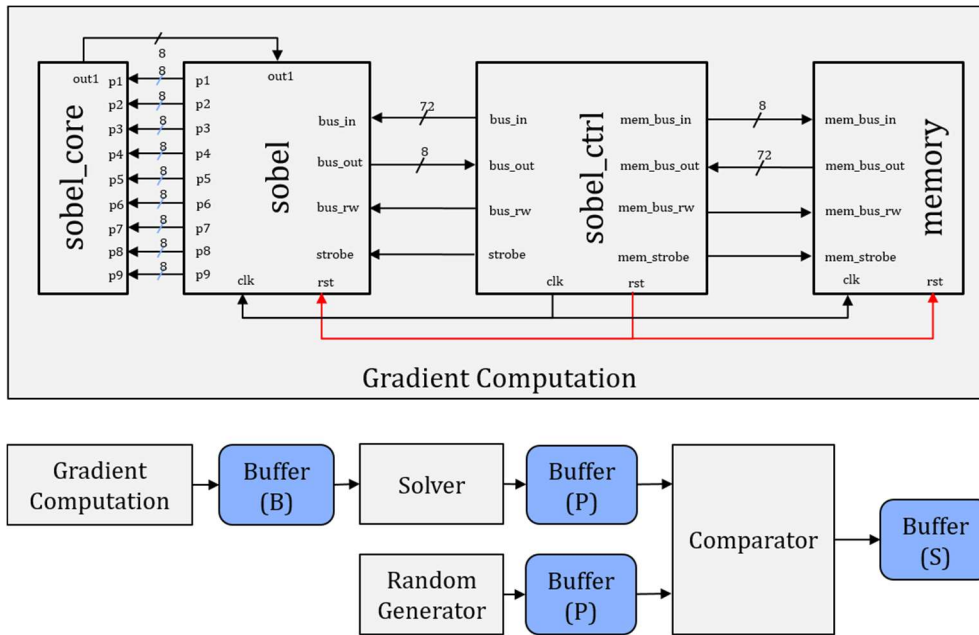 8
out1
p1
p2
p3
p4
p5
p6
p7
p8
p9
sobel_core
8
8
8
8
8
8
8
8
8
out1
p1
p2
p3
p4
p5
p6
p7
p8
p9
sobel
bus_in
bus_out
bus_rw
strobe
clk
rst
72
8
bus_in
bus_out
bus_rw
strobe
sobel_ctrl
mem_bus_in
mem_bus_out
mem_bus_rw
mem_strobe
clk
rst
8
72
mem_bus_in
mem_bus_out
mem_bus_rw
mem_strobe
memory
clk
rst
Gradient Computation
Gradient
Computation
Buffer
(B)
Solver
Buffer
(P)
Random
Generator
Buffer
(P)
Comparator
Buffer
(S)